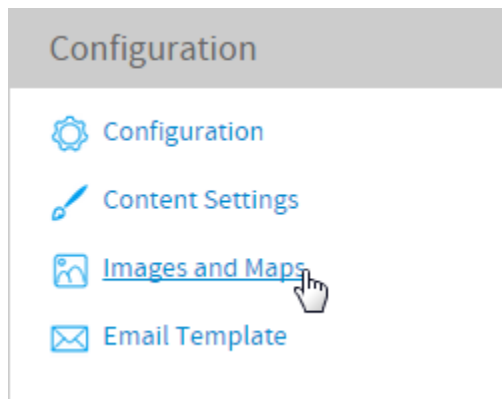 Configuration
Configuration
Content Settings
Images and Maps
Email Template